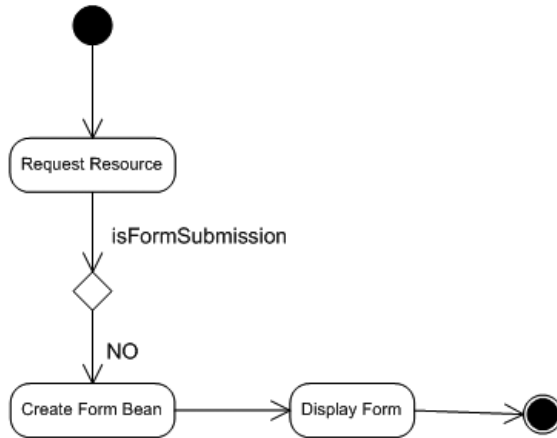 Request Resource
isFormSubmission
NO
Create Form Bean
Display Form